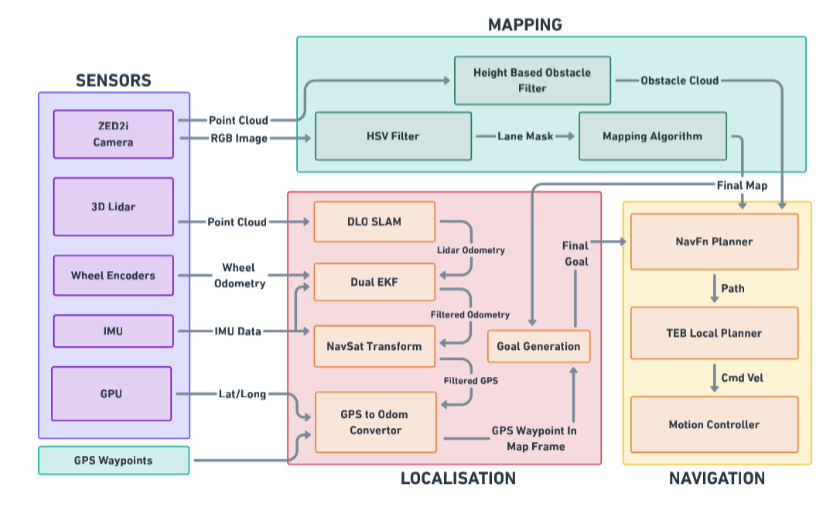 MAPPING
SENSORS
Height Based Obstacle
Filter
Obstacle Cloud
ZED2i
Camera
Point Cloud
RGB Image
HSV Filter
Lane Mask
Mapping Algorithm
Final Map
3D Lidar
Point Cloud
DLO SLAM
Lidar Odometry
Final
Goal
NavFn Planner
Wheel Encoders
Wheel
Odometry
Dual EKF
Path
Filtered Odometry
IMU
IMU Data
NavSat Transform
Goal Generation
TEB Local Planner
Filtered GPS
Cmd Vel
GPU
Lat/Long
GPS to Odom
Convertor
GPS Waypoint In
Map Frame
Motion Controller
GPS Waypoints
LOCALISATION
NAVIGATION